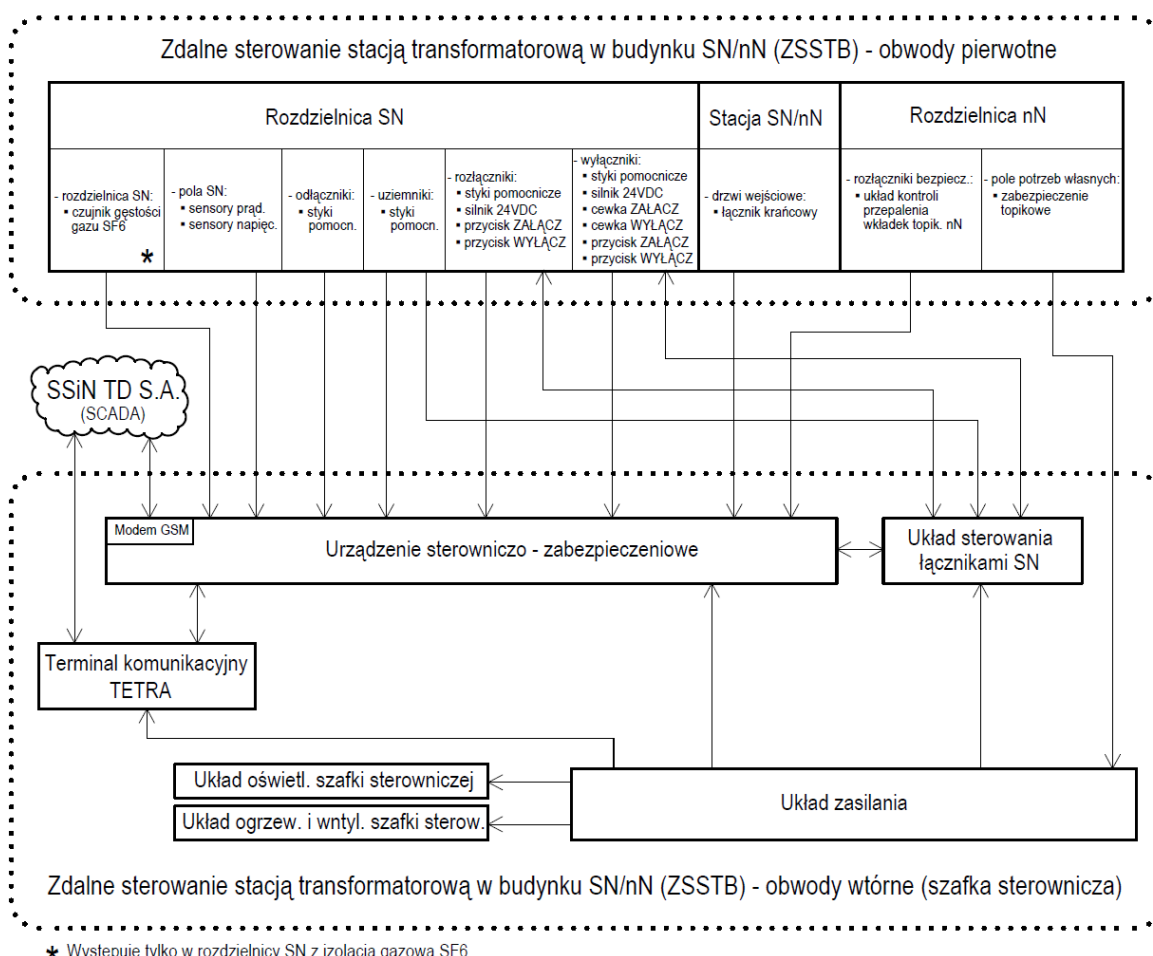 Zdalne sterowanie stacją transformatorową w budynku SN/nN (ZSSTB) - obwody pierwotne
Rozdzielnica SN
Stacja SN/nN
Rozdzielnica nN
- rozdzielnica SN:
▪ czujnik gęstości
gazu SF6
*
- pola SN:
▪ sensory prąd.
▪ sensory napięc.
- odłączniki:
▪ styki
pomocn.
- uziemniki:
▪ styki
pomocn.
- rozłączniki:
▪ styki pomocnicze
▪ silnik 24VDC
▪ przycisk ZAŁĄCZ
▪ przycisk WYŁĄCZ
- wyłączniki:
▪ styki pomocnicze
▪ silnik 24VDC
▪ cewka ZAŁĄCZ
▪ cewka WYŁĄCZ
▪ przycisk ZAŁĄCZ
▪ przycisk WYŁĄCZ
- drzwi wejściowe:
▪ łącznik krańcowy
- rozłączniki bezpiecz.:
▪ układ kontroli
przepalenia
wkładek topik. nN
- pole potrzeb własnych:
▪ zabezpieczenie
topikowe
SSiN TD S.A.
(SCADA)
Modem GSM
Urządzenie sterowniczo - zabezpieczeniowe
Układ sterowania
łącznikami SN
Terminal komunikacyjny
TETRA
Układ oświetl. szafki sterowniczej
Układ ogrzew. i wntyl. szafki sterow.
Układ zasilania
Zdalne sterowanie stacją transformatorową w budynku SN/nN (ZSSTB) - obwody wtórne (szafka sterownicza)
* Występuje tylko w rozdzielnicy SN z izolacją gazową SF6